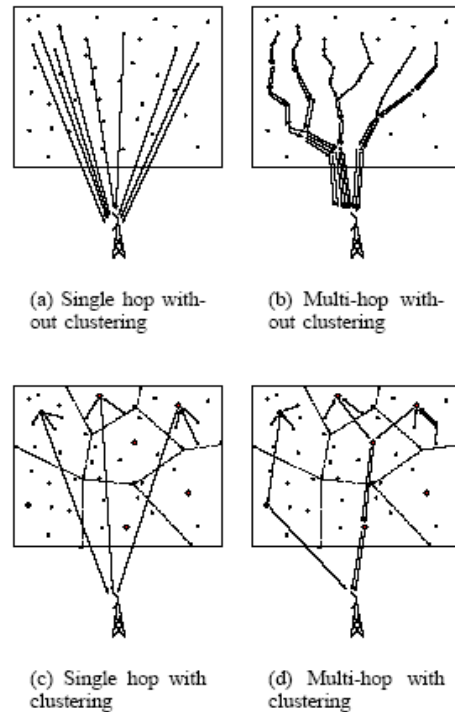 (a) Single hop with-
out clustering
(b) Multi-hop with-
out clustering
(c) Single hop with
clustering
(d) Multi-hop with
clustering